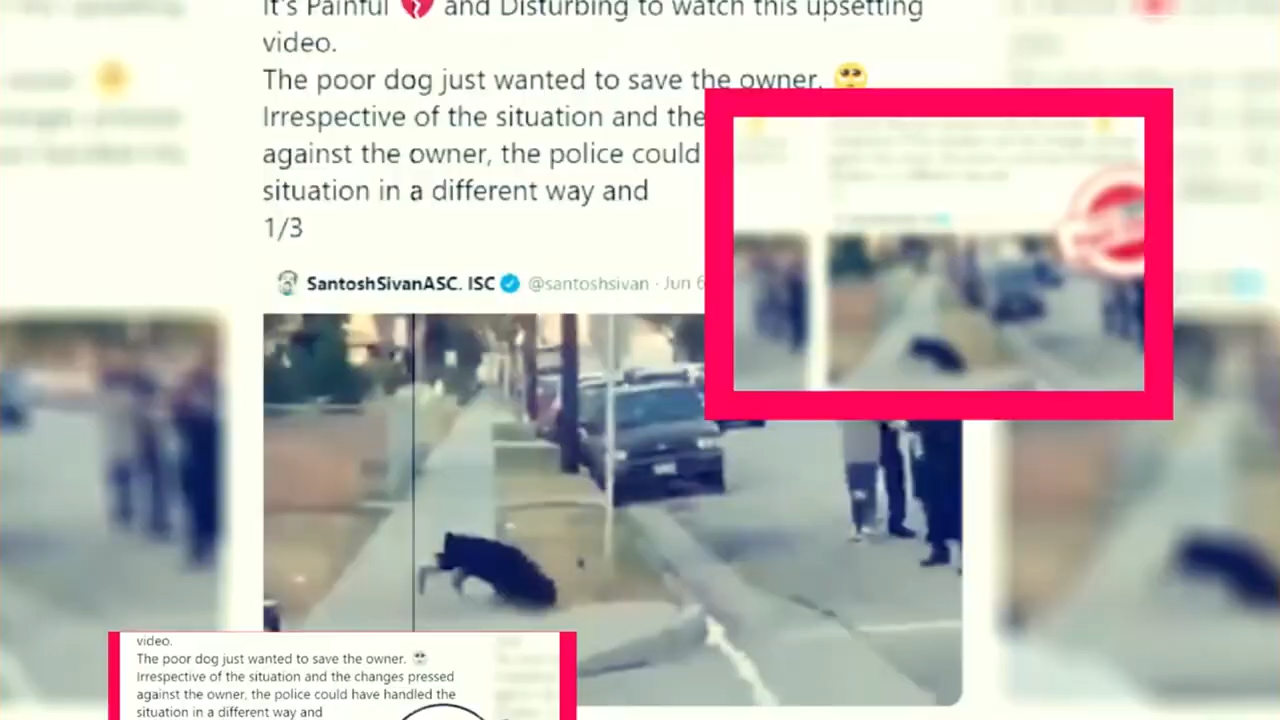 It's Painful 💔 and Disturbing to watch this upsetting
video.
The poor dog just wanted to save the owner. 🙄
Irrespective of the situation and the
against the owner, the police could
situation in a different way and
1/3
SantoshSivanASC. ISC @santoshsivan · Jun 6
video.
The poor dog just wanted to save the owner. 🙄
Irrespective of the situation and the changes pressed
against the owner, the police could have handled the
situation in a different way and